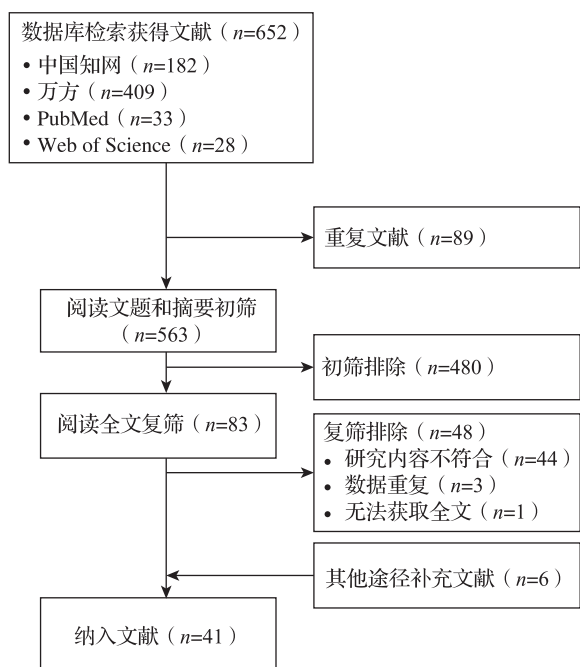 数据库检索获得文献（n=652）
• 中国知网（n=182）
• 万方（n=409）
• PubMed（n=33）
• Web of Science（n=28）
重复文献（n=89）
阅读文题和摘要初筛
（n=563）
初筛排除（n=480）
阅读全文复筛（n=83）
复筛排除（n=48）
• 研究内容不符合（n=44）
• 数据重复（n=3）
• 无法获取全文（n=1）
其他途径补充文献（n=6）
纳入文献（n=41）